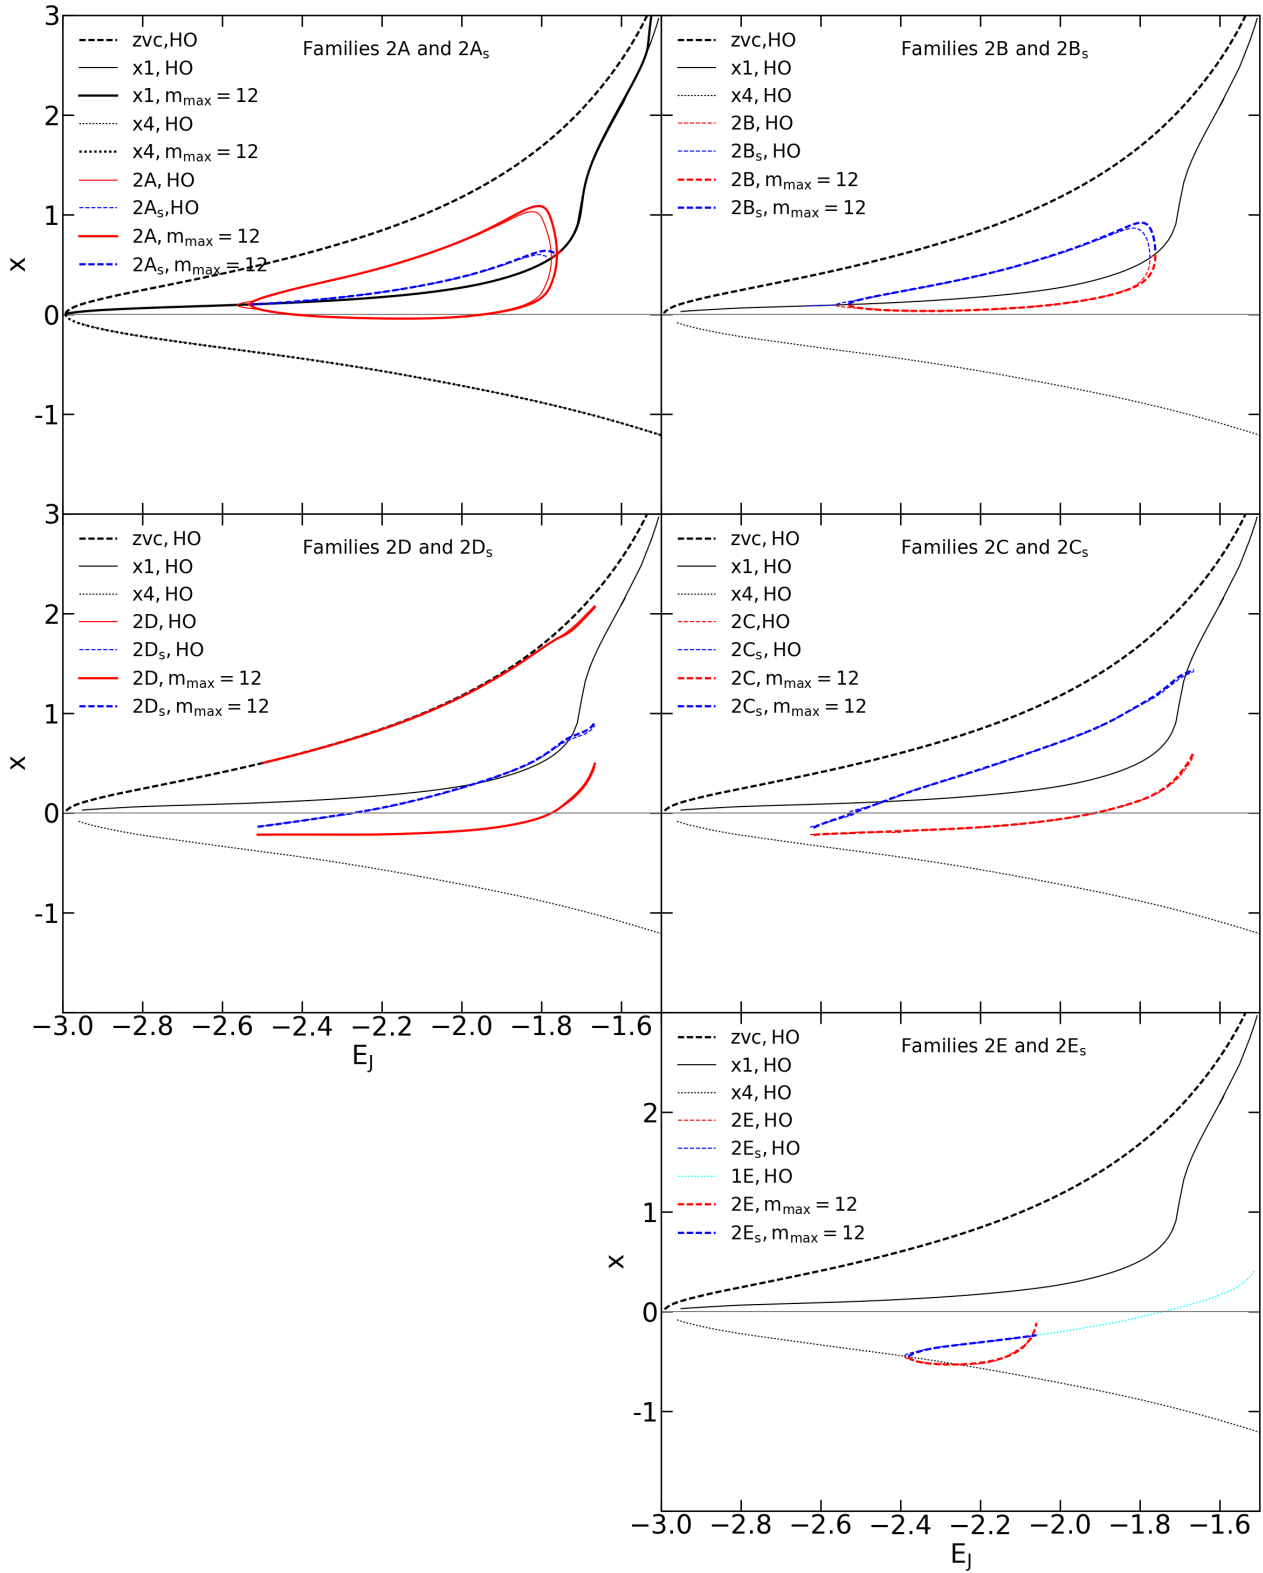 3
2
1
0
-1
x
zvc,HO
x1, HO
x1, mmax = 12
x4, HO
x4, mmax = 12
2A, HO
2As,HO
2A, mmax = 12
2As, mmax = 12
Families 2A and 2As
zvc,HO
x1, HO
x4, HO
2B, HO
2Bs, HO
2B, mmax = 12
2Bs, mmax = 12
Families 2B and 2Bs
3
2
1
0
-1
x
zvc, HO
x1, HO
x4, HO
2D, HO
2Ds, HO
2D, mmax = 12
2Ds, mmax = 12
Families 2D and 2Ds
−3.0 −2.8 −2.6 −2.4 −2.2 −2.0 −1.8 −1.6
EJ
zvc, HO
x1, HO
x4, HO
2C,HO
2Cs, HO
2C, mmax = 12
2Cs, mmax = 12
Families 2C and 2Cs
2
1
0
-1
x
zvc, HO
x1, HO
x4, HO
2E, HO
2Es, HO
1E, HO
2E, mmax = 12
2Es, mmax = 12
Families 2E and 2Es
−3.0 −2.8 −2.6 −2.4 −2.2 −2.0 −1.8 −1.6
EJ